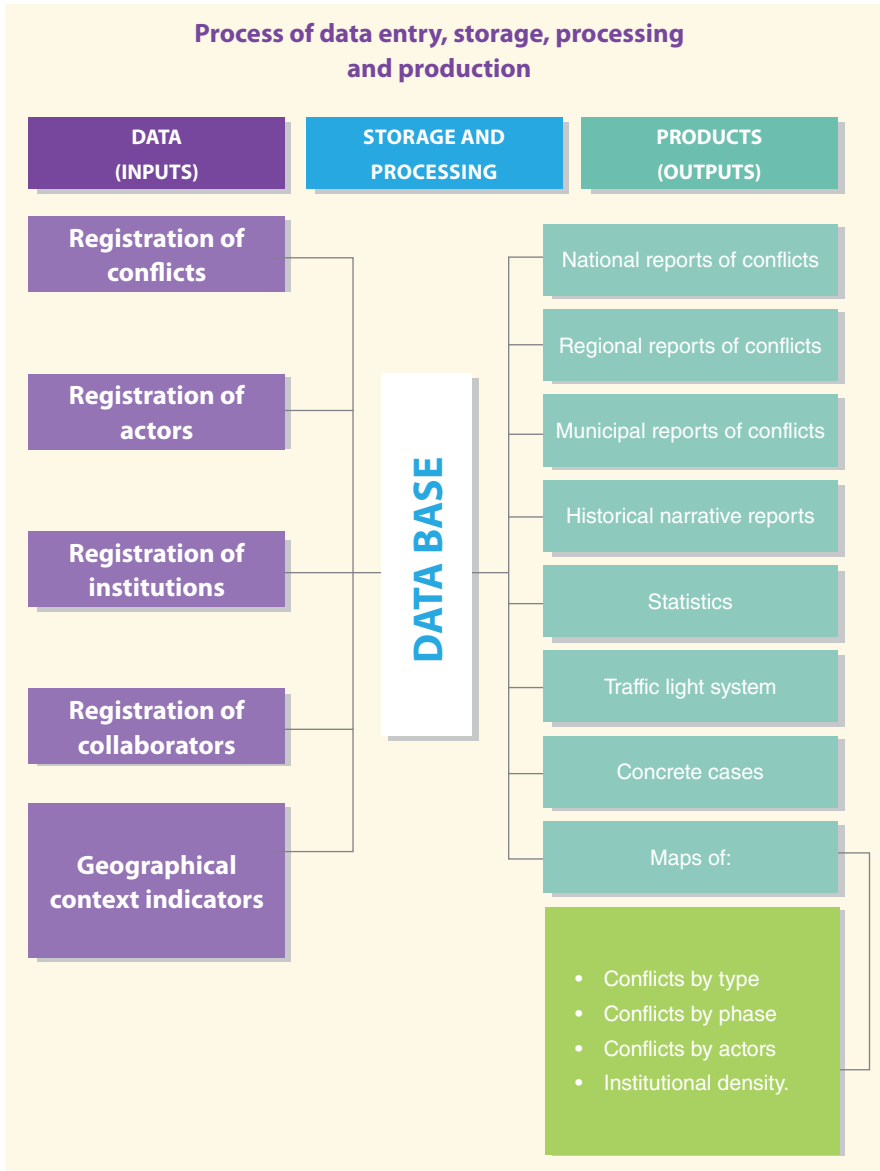 Process of data entry, storage, processing
and production
DATA
(INPUTS)
STORAGE AND
PROCESSING
PRODUCTS
(OUTPUTS)
Registration of
conflicts
Registration of
actors
Registration of
institutions
Registration of
collaborators
Geographical
context indicators
DATA BASE
National reports of conflicts
Regional reports of conflicts
Municipal reports of conflicts
Historical narrative reports
Statistics
Traffic light system
Concrete cases
Maps of:
• Conflicts by type
• Conflicts by phase
• Conflicts by actors
• Institutional density.